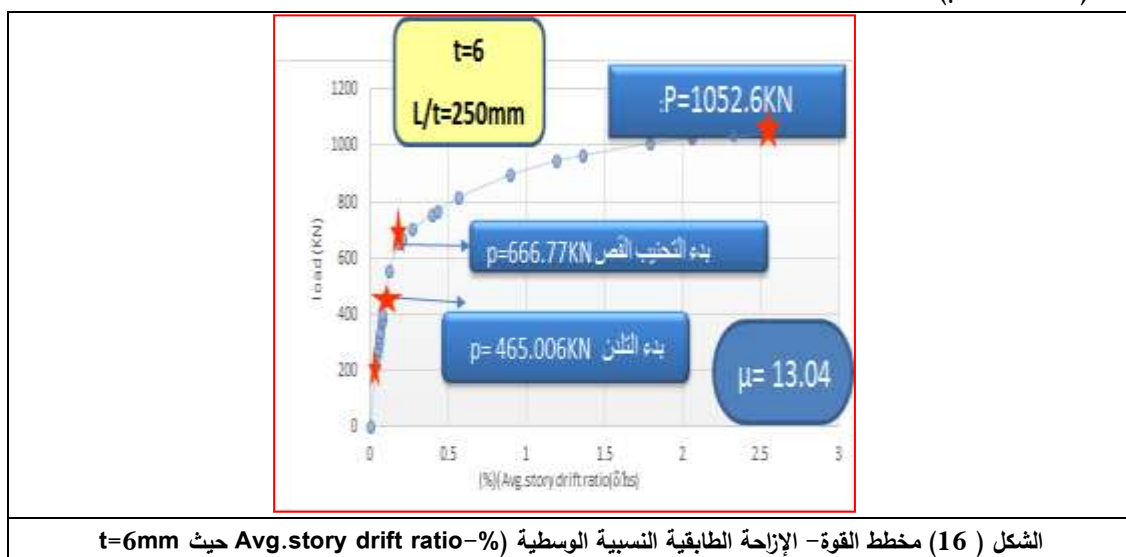 t=6
L/t=250mm
P=1052.6KN:
1200
1000
800
600
400
200
0
load (KN)
بدء التحنيب القص p=666.77KN
بدء التلدن p= 465.006KN
μ= 13.04
0 0.5 1 1.5 2 2.5 3
(%)(Avg.story drift ratio(δ
الشكل ( 16) مخطط القوة- الإزاحة الطابقية النسبية الوسطية (%-Avg.story drift ratio حيث t=6mm